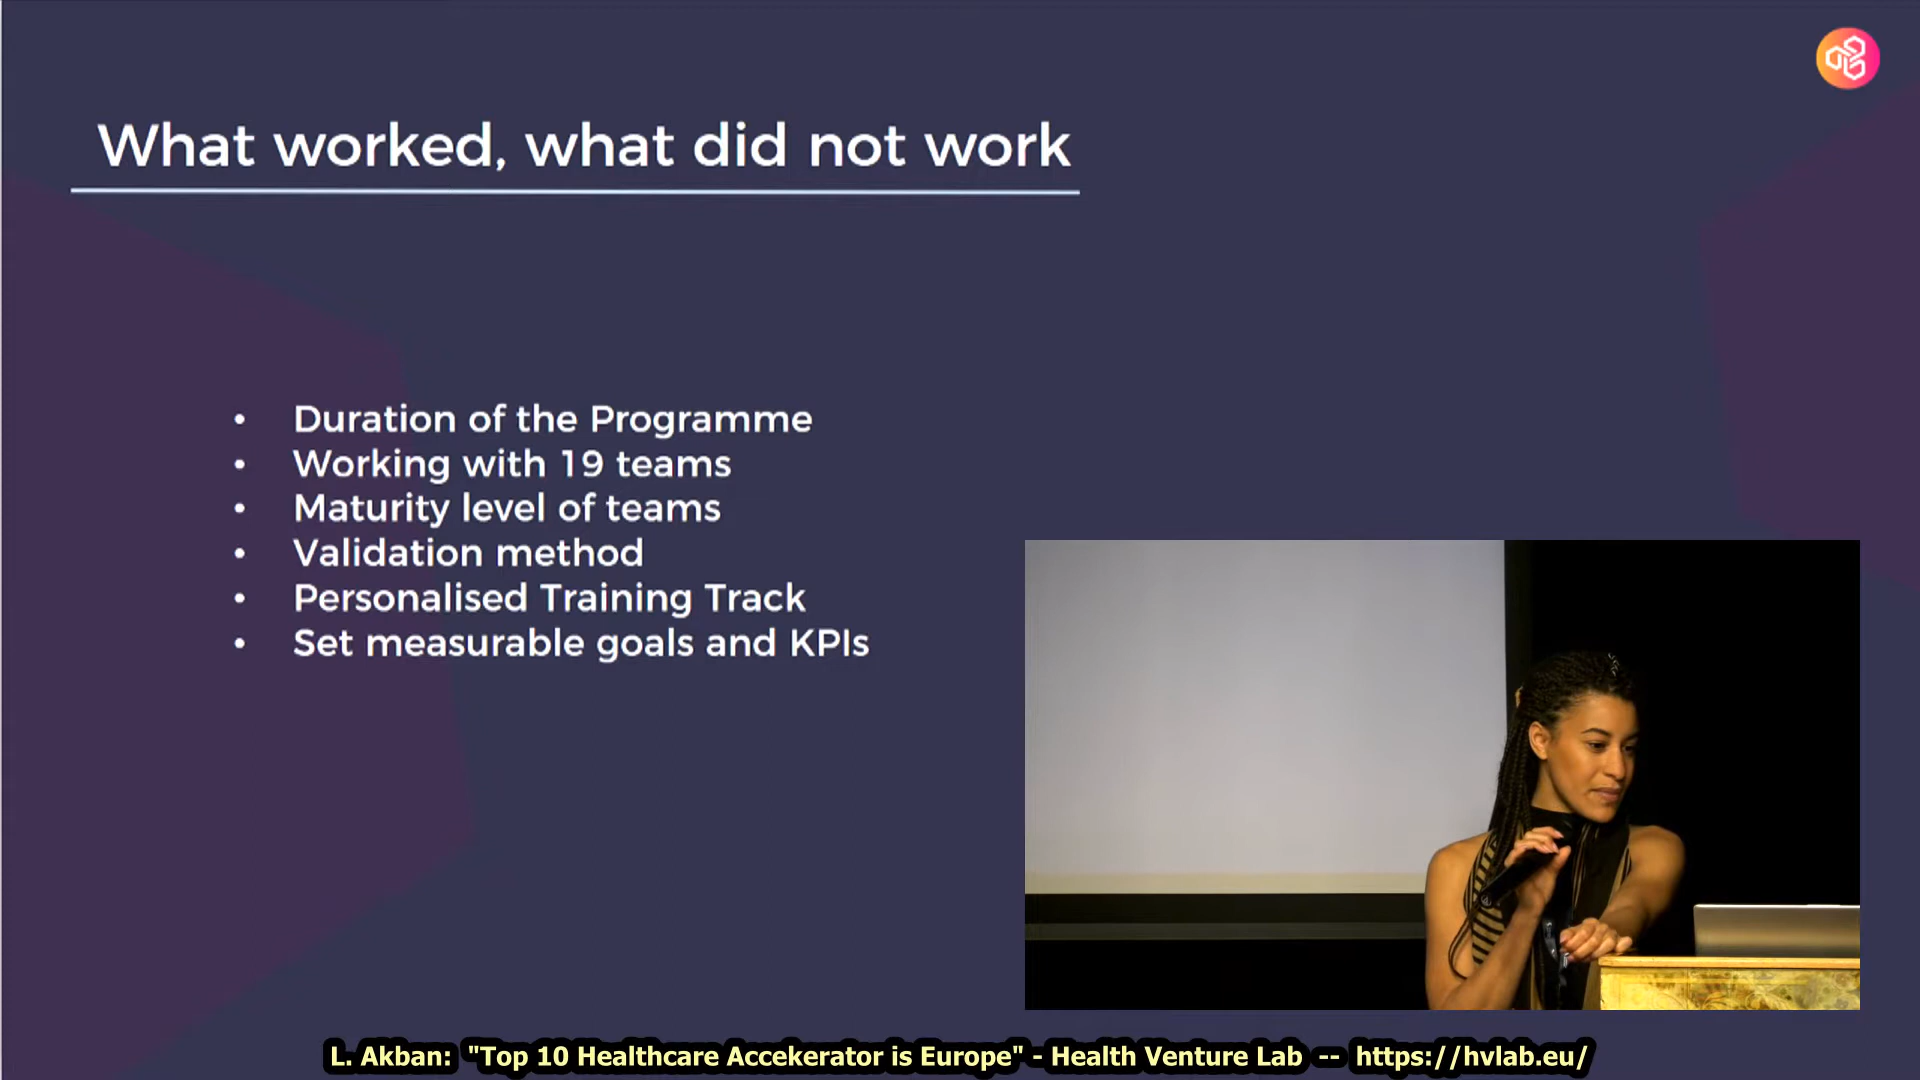 What worked, what did not work
• Duration of the Programme
• Working with 19 teams
• Maturity level of teams
• Validation method
• Personalised Training Track
• Set measurable goals and KPIs
L. Akban: "Top 10 Healthcare Accekerator is Europe" - Health Venture Lab -- https://hvlab.eu/